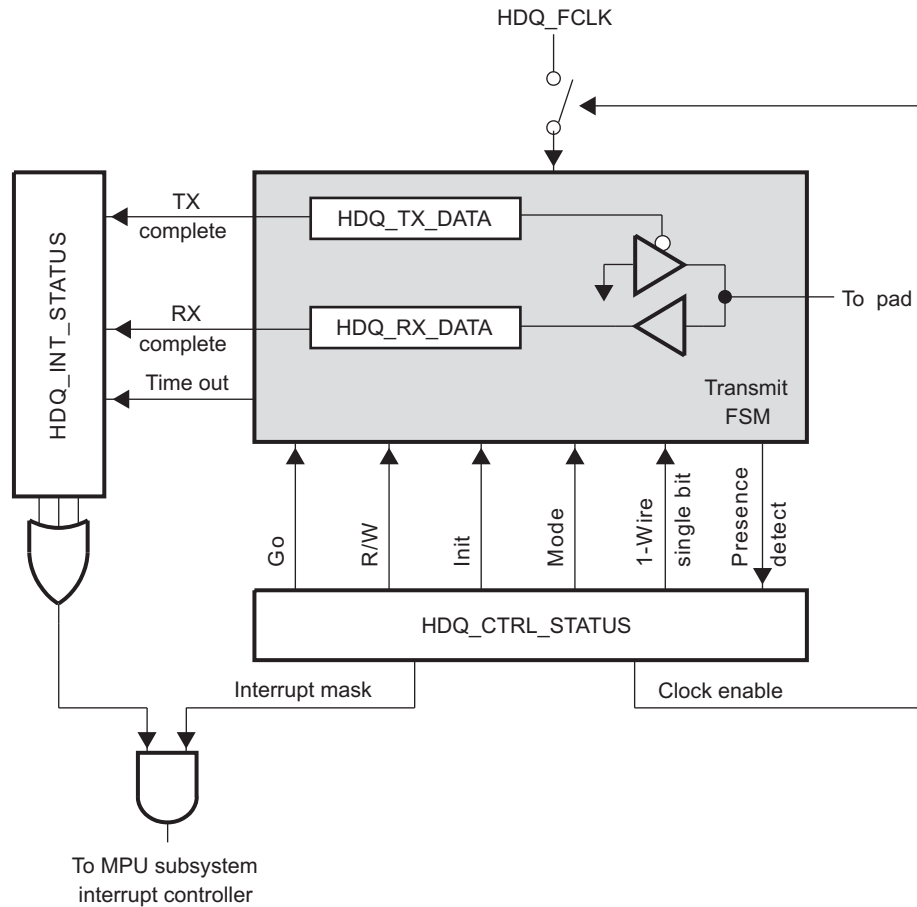 HDQ_FCLK
HDQ_INT_STATUS
TX
complete
HDQ_TX_DATA
RX
complete
HDQ_RX_DATA
To pad
Time out
Transmit
FSM
Go
R/W
Init
Mode
1-Wire
single bit
Presence
detect
HDQ_CTRL_STATUS
Interrupt mask
Clock enable
To MPU subsystem
interrupt controller